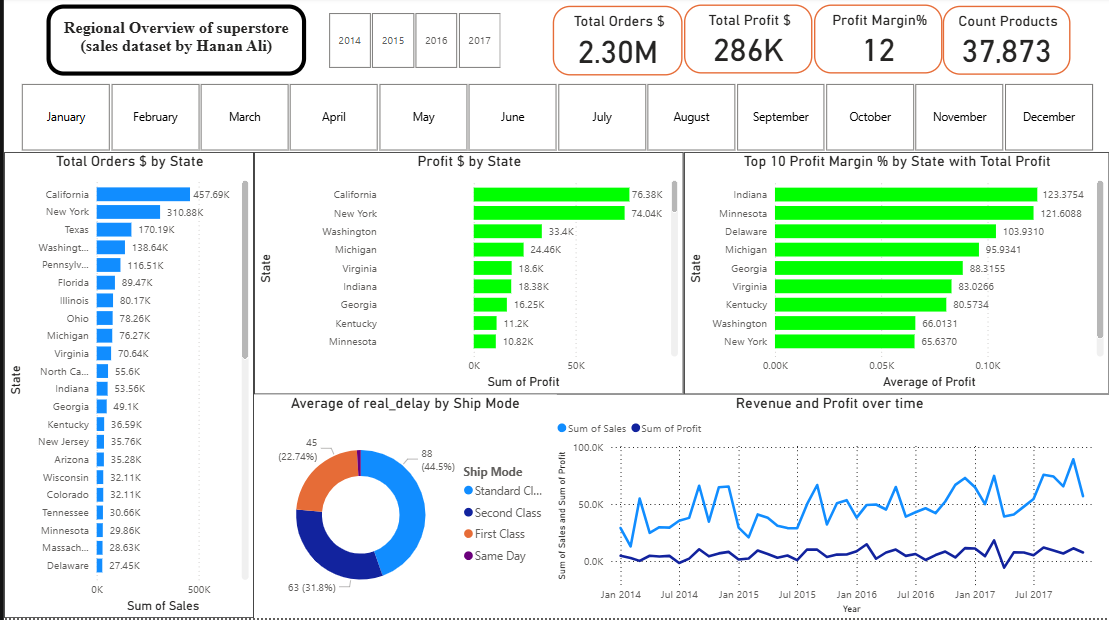 Regional Overview of superstore
(sales dataset by Hanan Ali)
2014
2015
2016
2017
Total Orders $
2.30M
Total Profit $
286K
Profit Margin%
12
Count Products
37,873
January
February
March
April
May
June
July
August
September
October
November
December
Total Orders $ by State
State
California 457.69K
New York 310.88K
Texas 170.19K
Washingt... 138.64K
Pennsylv... 116.51K
Florida 89.47K
Illinois 80.17K
Ohio 78.26K
Michigan 76.27K
Virginia 70.64K
North Ca... 55.6K
Indiana 53.56K
Georgia 49.1K
Kentucky 36.59K
New Jersey 35.76K
Arizona 35.28K
Wisconsin 32.11K
Colorado 32.11K
Tennessee 30.66K
Minnesota 29.86K
Massach... 28.63K
Delaware 27.45K
0K 500K
Sum of Sales
Profit $ by State
State
California 76.38K
New York 74.04K
Washington 33.4K
Michigan 24.46K
Virginia 18.6K
Indiana 18.38K
Georgia 16.25K
Kentucky 11.2K
Minnesota 10.82K
0K 50K
Sum of Profit
Top 10 Profit Margin % by State with Total Profit
State
Indiana 123.3754
Minnesota 121.6088
Delaware 103.9310
Michigan 95.9341
Georgia 88.3155
Virginia 83.0266
Kentucky 80.5734
Washington 66.0131
New York 65.6370
0.00K 0.05K 0.10K
Average of Profit
Average of real_delay by Ship Mode
45
(22.74%)
88
(44.5%)
63 (31.8%)
Ship Mode
Standard Cl...
Second Class
First Class
Same Day
Revenue and Profit over time
Sum of Sales Sum of Profit
Sum of Sales and Sum of Profit
100.0K
50.0K
0.0K
Jan 2014 Jul 2014 Jan 2015 Jul 2015 Jan 2016 Jul 2016 Jan 2017 Jul 2017
Year